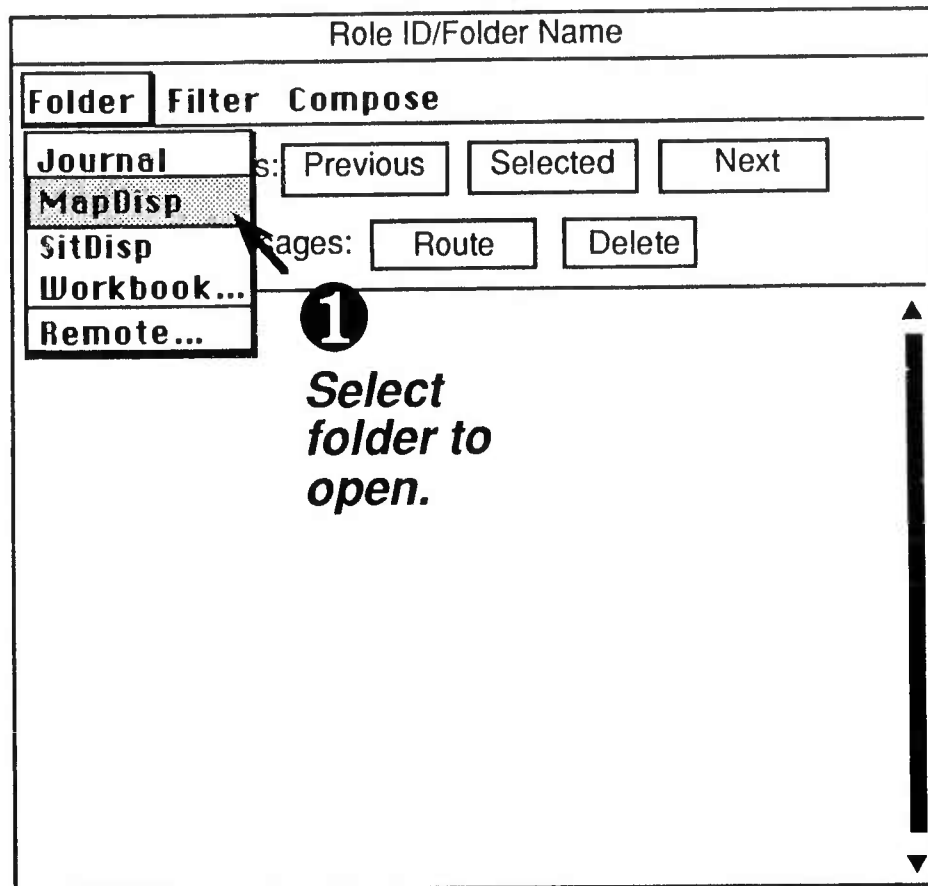 Role ID/Folder Name
Folder Filter Compose
Journal s: Previous Selected Next
MapDisp
SitDisp sages: Route Delete
Workbook...
Remote...
1
Select
folder to
open.